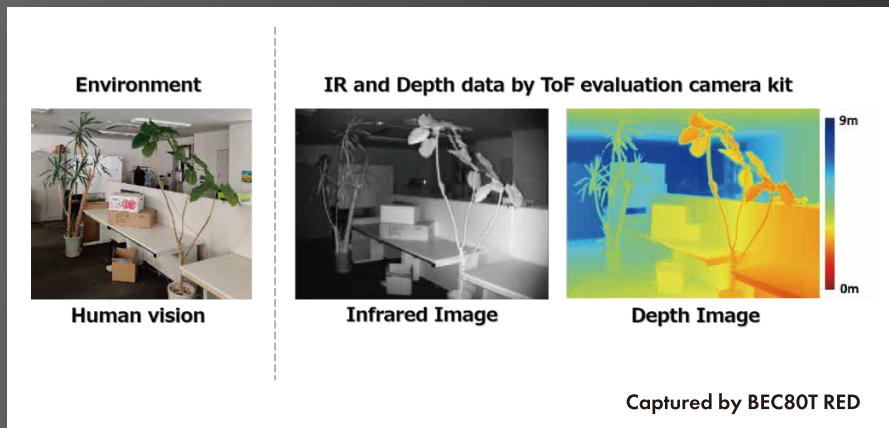 Environment
IR and Depth data by ToF evaluation camera kit
9m
0m
Human vision
Infrared Image
Depth Image
Captured by BEC80T RED